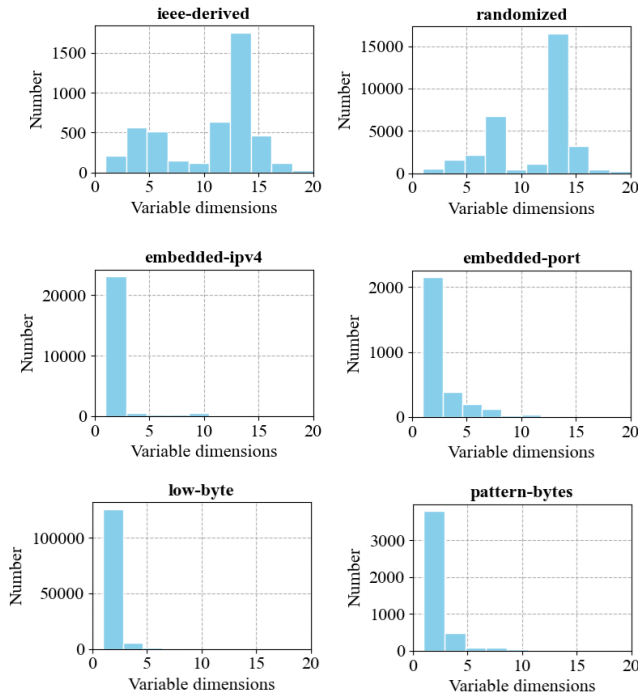 ieee-derived
Number
1500
1000
500
0
0 5 10 15 20
Variable dimensions
randomized
Number
15000
10000
5000
0
0 5 10 15 20
Variable dimensions
embedded-ipv4
Number
20000
10000
0
0 5 10 15 20
Variable dimensions
embedded-port
Number
2000
1000
0
0 5 10 15 20
Variable dimensions
low-byte
Number
100000
50000
0
0 5 10 15 20
Variable dimensions
pattern-bytes
Number
3000
2000
1000
0
0 5 10 15 20
Variable dimensions